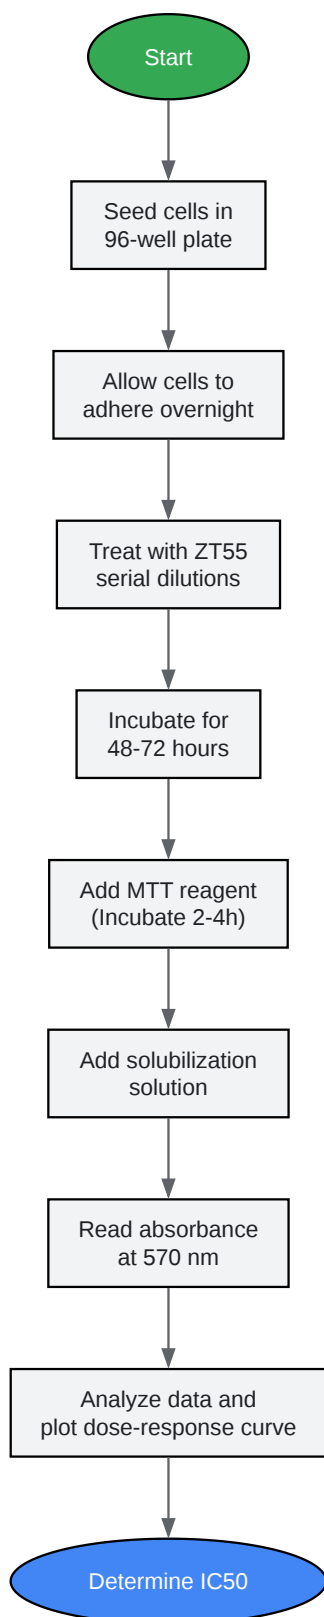 Start
Seed cells in
96-well plate
Allow cells to
adhere overnight
Treat with ZT55
serial dilutions
Incubate for
48-72 hours
Add MTT reagent
(Incubate 2-4h)
Add solubilization
solution
Read absorbance
at 570 nm
Analyze data and
plot dose-response curve
Determine IC50